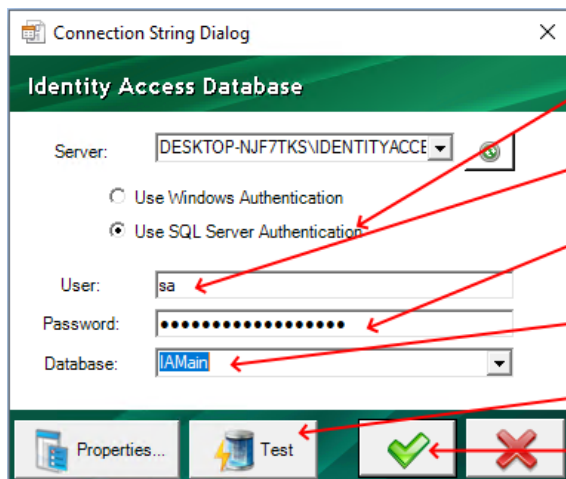 Connection String Dialog
Identity Access Database
Server: DESKTOP-NJF7TKS\IDENTITYACCE
Use Windows Authentication
Use SQL Server Authentication
User: sa
Password: ••••••••••••••••••
Database: IAMain
Properties... Test